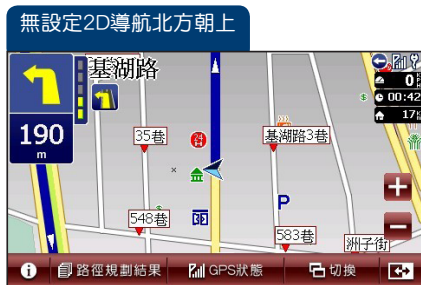 無設定2D導航北方朝上
基湖路
190
m
0
00:42
17
35巷
24
基湖路3巷
548巷
P
583巷
洲子街
+
−
i
路徑規劃結果
GPS狀態
切換